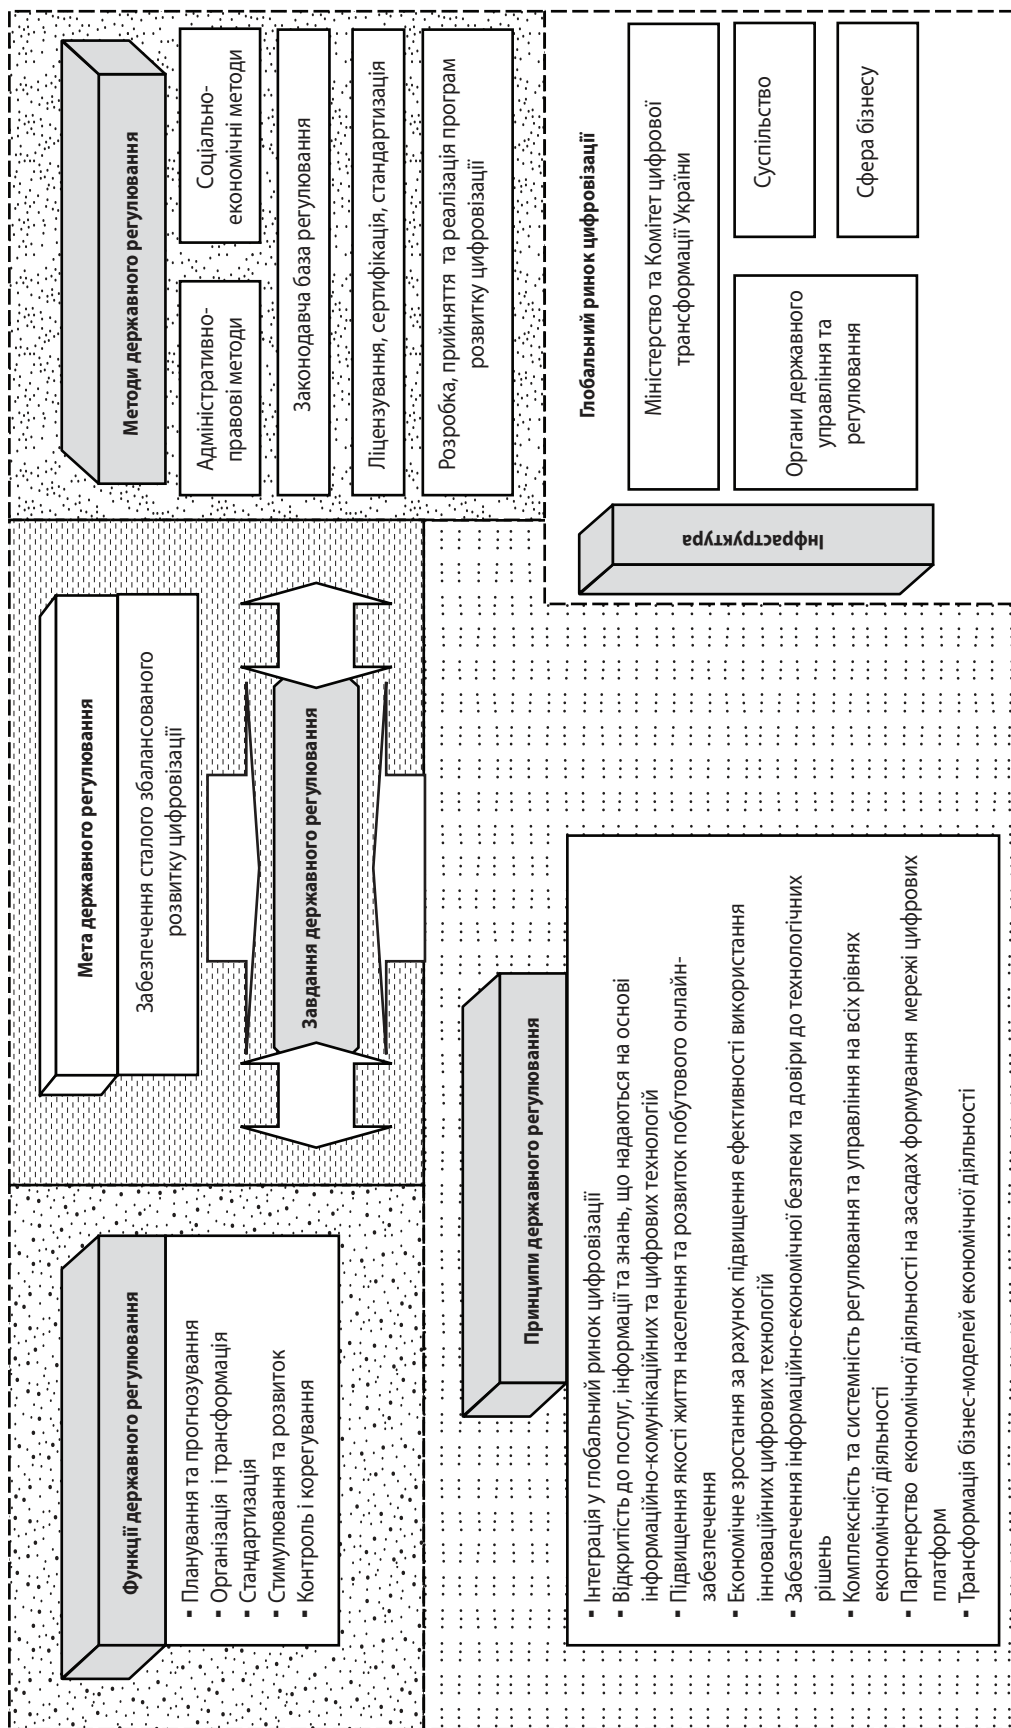 Функції державного регулювання
▪ Планування та прогнозування
▪ Організація і трансформація
▪ Стандартизація
▪ Стимулювання та розвиток
▪ Контроль і корегування
Мета державного регулювання
Забезпечення сталого збалансованого
розвитку цифровізації
Завдання державного регулювання
Методи державного регулювання
Адміністративно-
правові методи
Соціально-
економічні методи
Законодавча база регулювання
Ліцензування, сертифікація, стандартизація
Розробка, прийняття та реалізація програм
розвитку цифровізації
Принципи державного регулювання
▪ Інтеграція у глобальний ринок цифровізації
▪ Відкритість до послуг, інформації та знань, що надаються на основі
інформаційно-комунікаційних та цифрових технологій
▪ Підвищення якості життя населення та розвиток побутового онлайн-
забезпечення
▪ Економічне зростання за рахунок підвищення ефективності використання
інноваційних цифрових технологій
▪ Забезпечення інформаційно-економічної безпеки та довіри до технологічних
рішень
▪ Комплексність та системність регулювання та управління на всіх рівнях
економічної діяльності
▪ Партнерство економічної діяльності на засадах формування мережі цифрових
платформ
▪ Трансформація бізнес-моделей економічної діяльності
Інфраструктура
Глобальний ринок цифровізації
Міністерство та Комітет цифрової
трансформації України
Органи державного
управління та
регулювання
Суспільство
Сфера бізнесу